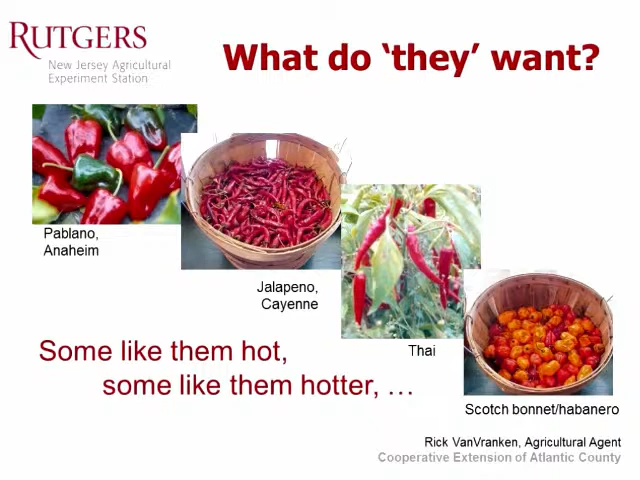 RUTGERS
New Jersey Agricultural
Experiment Station
What do ‘they’ want?
Pablano,
Anaheim
Jalapeno,
Cayenne
Thai
Scotch bonnet/habanero
Some like them hot,
some like them hotter, …
Rick VanVranken, Agricultural Agent
Cooperative Extension of Atlantic County